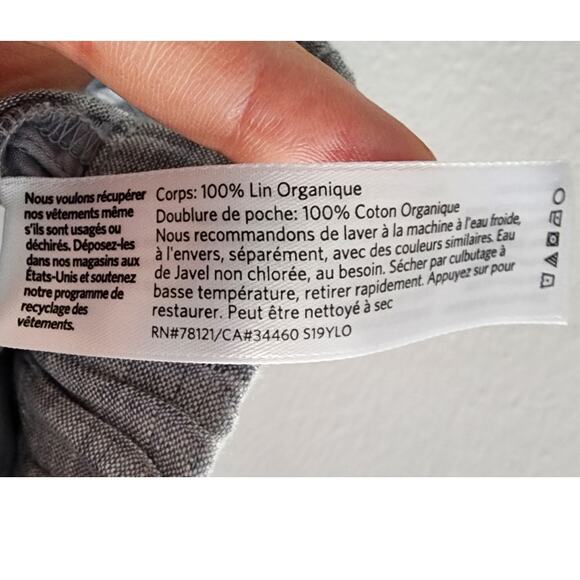 Nous voulons récupérer
nos vêtements même
s'ils sont usagés ou
déchirés. Déposez-les
dans nos magasins aux
États-Unis et soutenez
notre programme de
recyclage des
vêtements.
Corps: 100% Lin Organique
Doublure de poche: 100% Coton Organique
Nous recommandons de laver à la machine à l'eau froide,
à l'envers, séparément, avec des couleurs similaires. Eau
de Javel non chlorée, au besoin. Sécher par culbutage à
basse température, retirer rapidement. Appuyez sur pour
restaurer. Peut être nettoyé à sec
RN#78121/CA#34460 S19YLO